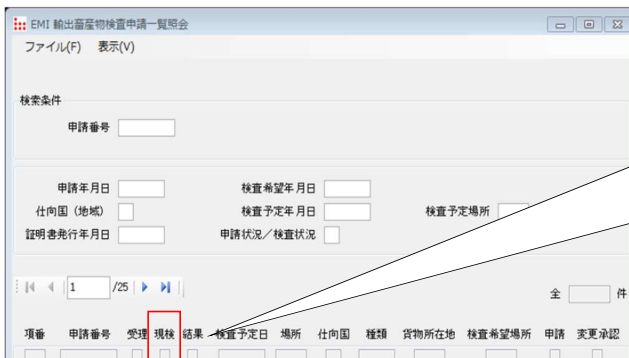 EMI 輸出畜産物検査申請一覧照会
ファイル(F) 表示(V)
検索条件
申請番号
申請年月日 検査希望年月日
仕向国（地域） 検査予定年月日 検査予定場所
証明書発行年月日 申請状況／検査状況
1 /25 全 件
項番 申請番号 受理 現検 結果 検査予定日 場所 仕向国 種類 貨物所在地 検査希望場所 申請 変更承認